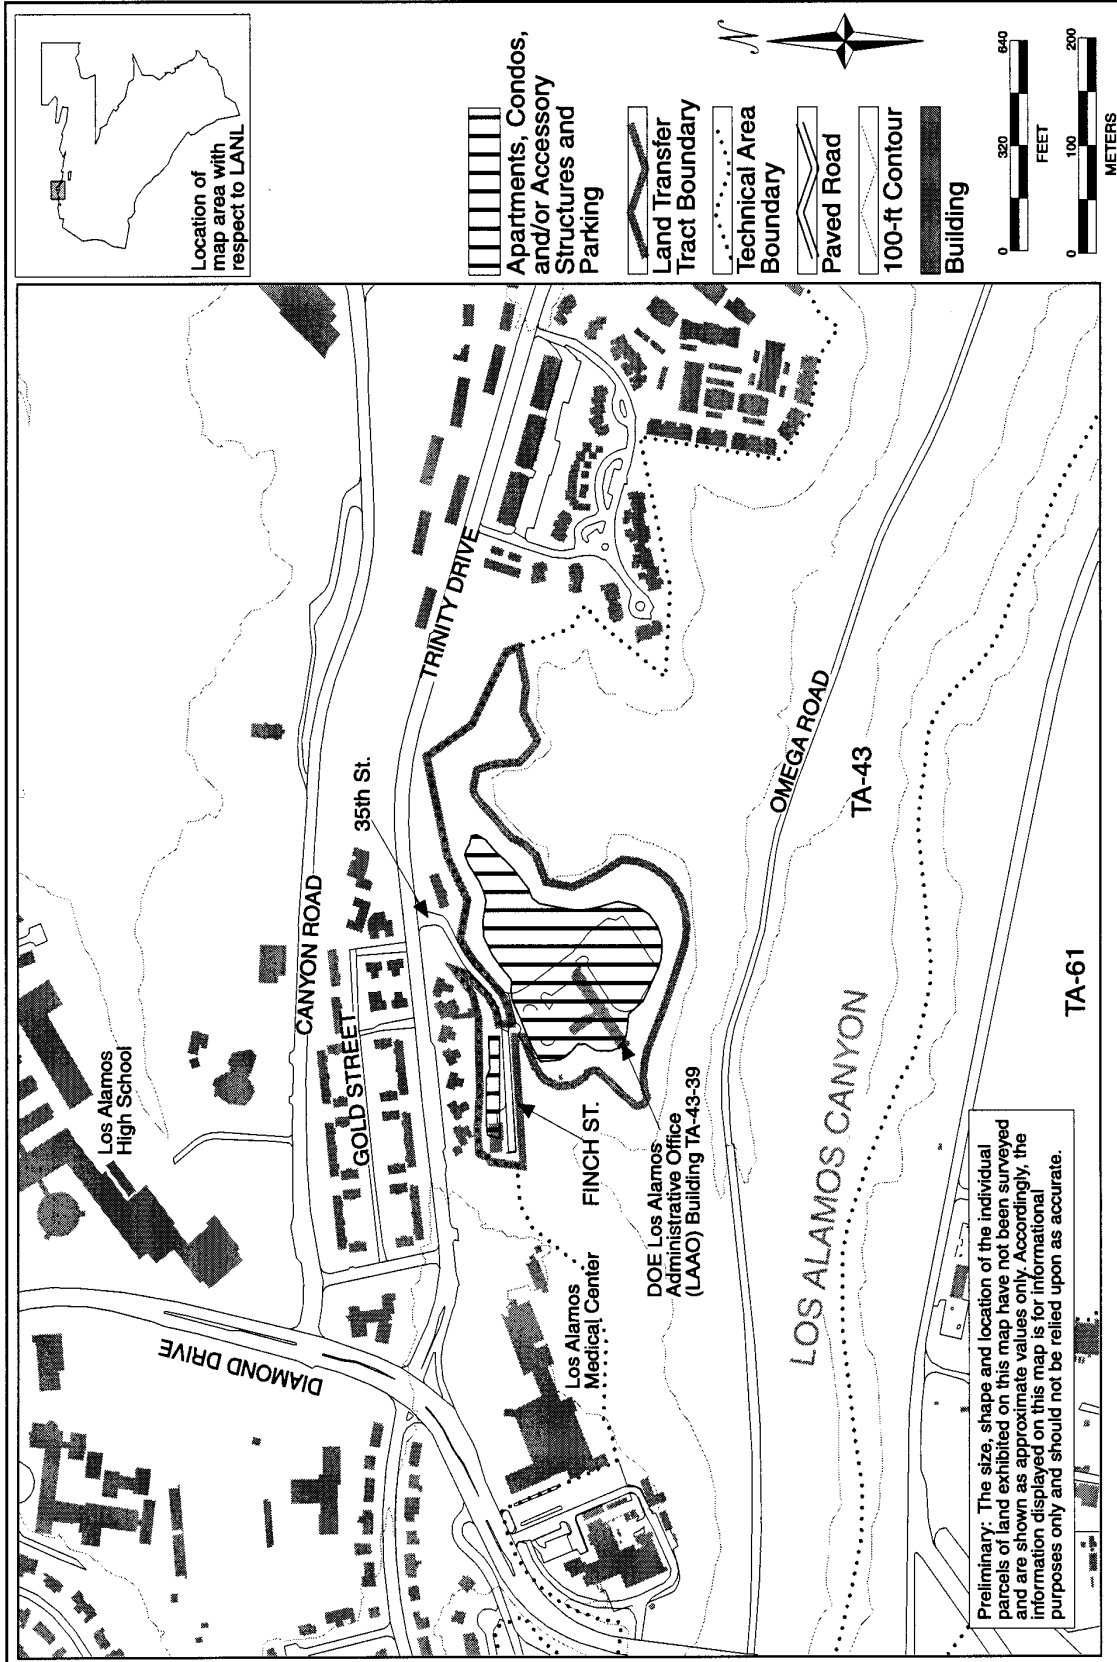 Location of
map area with
respect to LANL
Apartments, Condos,
and/or Accessory
Structures and
Parking
Land Transfer
Tract Boundary
Technical Area
Boundary
Paved Road
100-ft Contour
Building
N
0 320 640
FEET
0 100 200
METERS
Los Alamos
High School
DIAMOND DRIVE
CANYON ROAD
GOLD STREET
35th St.
TRINITY DRIVE
FINCH ST.
Los Alamos
Medical Center
DOE Los Alamos
Administrative Office
(LAAO) Building TA-43-39
OMEGA ROAD
TA-43
LOS ALAMOS CANYON
TA-61
Preliminary: The size, shape and location of the individual
parcels of land exhibited on this map have not been surveyed
and are shown as approximate values only. Accordingly, the
information displayed on this map is for informational
purposes only and should not be relied upon as accurate.